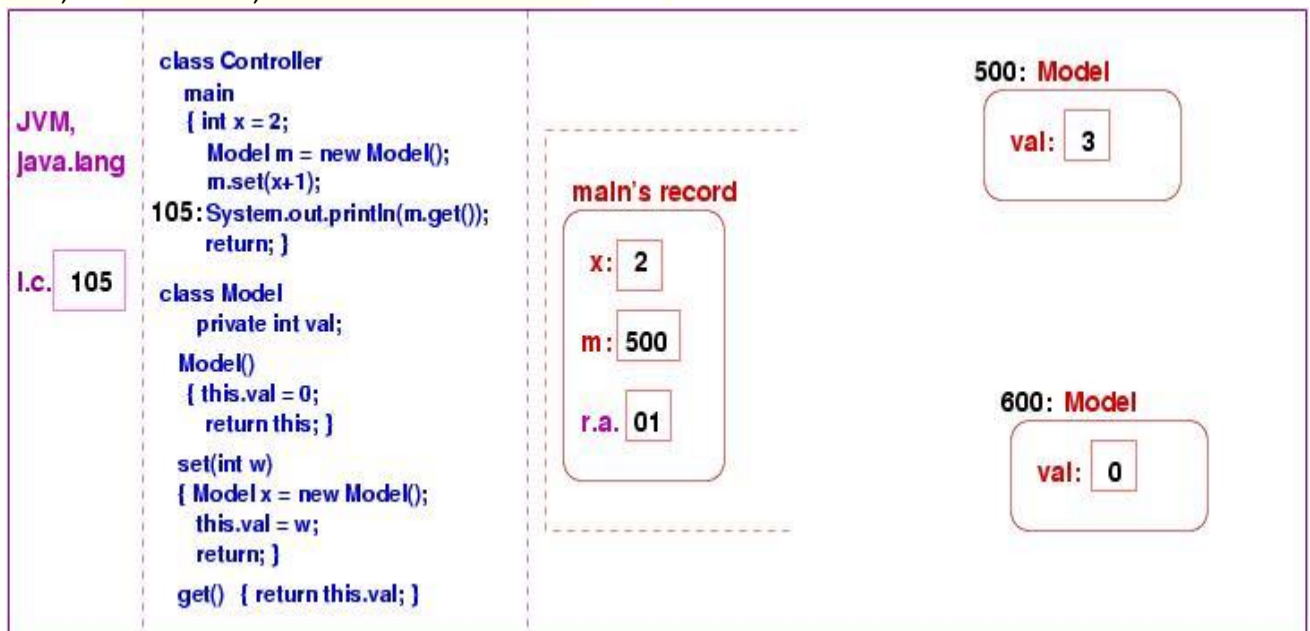 JVM,
java.lang
l.c. 105
class Controller
main
{ int x = 2;
Model m = new Model();
m.set(x+1);
105: System.out.println(m.get());
return; }
class Model
private int val;
Model()
{ this.val = 0;
return this; }
set(int w)
{ Model x = new Model();
this.val = w;
return; }
get() { return this.val; }
main's record
x: 2
m: 500
r.a. 01
500: Model
val: 3
600: Model
val: 0